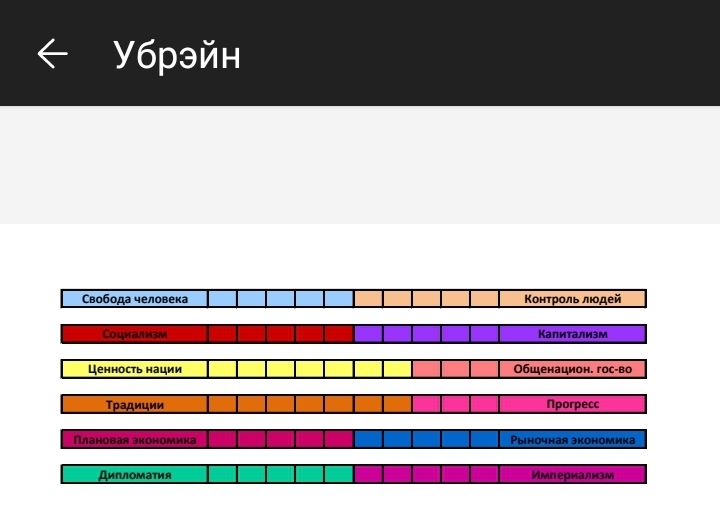 Убрэйн
Свобода человека Контроль людей
Социализм Капитализм
Ценность нации Общенацион. гос-во
Традиции Прогресс
Плановая экономика Рыночная экономика
Дипломатия Империализм